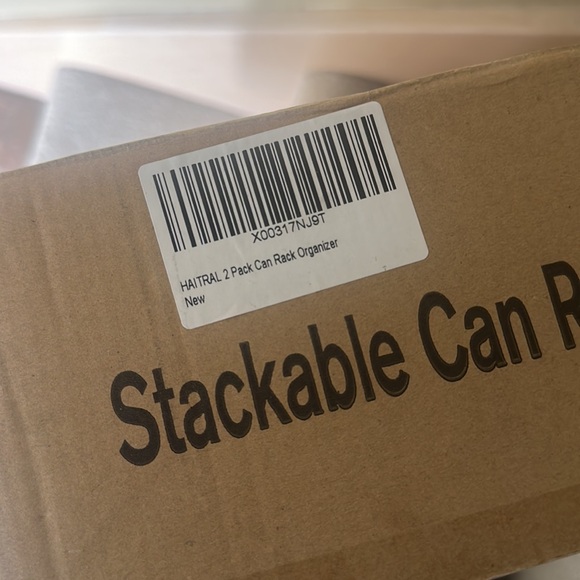 X00317NJ9T
HAITRAL 2 Pack Can Rack Organizer
New
Stackable Can R